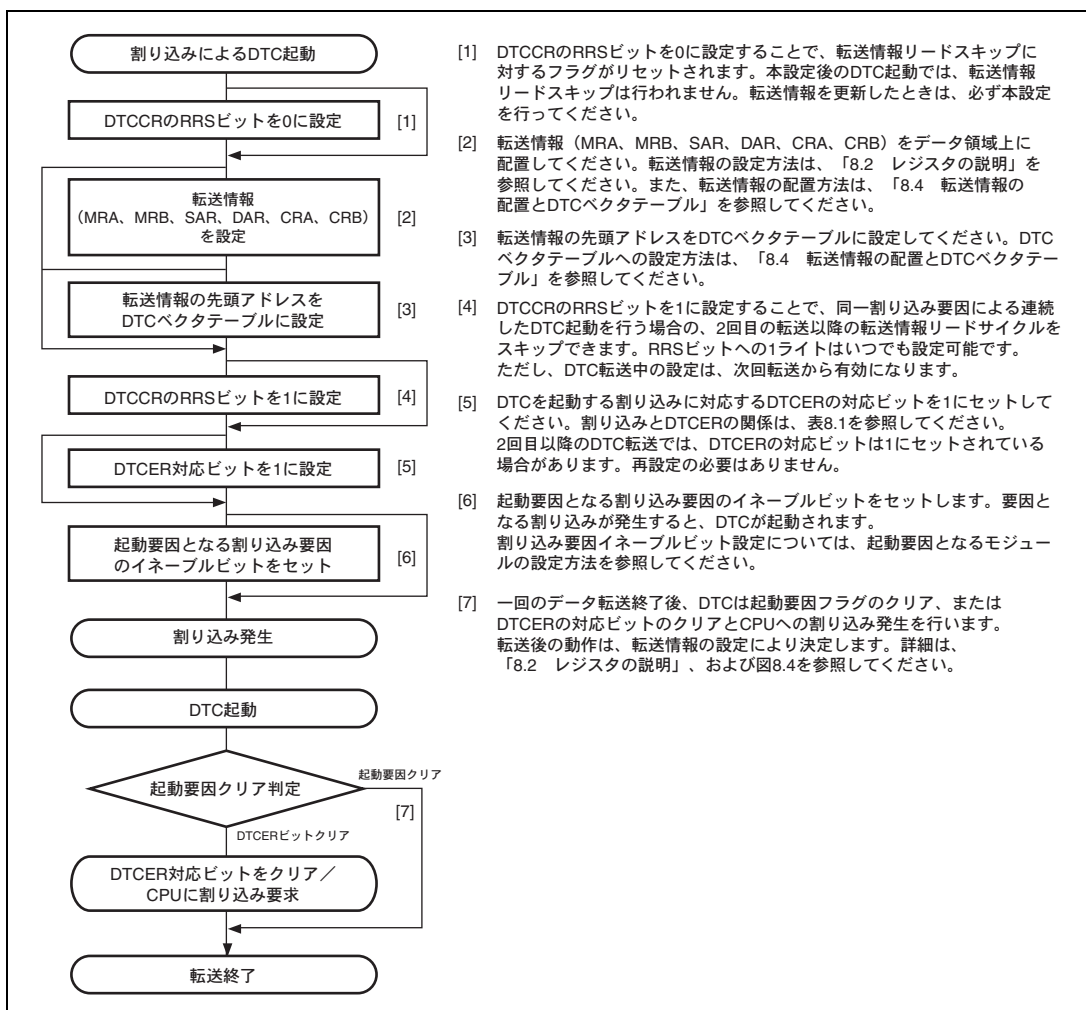 割り込みによるDTC起動
DTCCRのRRSビットを0に設定
[1]
転送情報
（MRA、MRB、SAR、DAR、CRA、CRB）
を設定
[2]
転送情報の先頭アドレスを
DTCベクタテーブルに設定
[3]
DTCCRのRRSビットを1に設定
[4]
DTCER対応ビットを1に設定
[5]
起動要因となる割り込み要因
のイネーブルビットをセット
[6]
割り込み発生
DTC起動
起動要因クリア判定
起動要因クリア
[7]
DTCERビットクリア
DTCER対応ビットをクリア／
CPUに割り込み要求
転送終了
[1] DTCCRのRRSビットを0に設定することで、転送情報リードスキップに
対するフラグがリセットされます。本設定後のDTC起動では、転送情報
リードスキップは行われません。転送情報を更新したときは、必ず本設定
を行ってください。
[2] 転送情報（MRA、MRB、SAR、DAR、CRA、CRB）をデータ領域上に
配置してください。転送情報の設定方法は、「8.2 レジスタの説明」を
参照してください。また、転送情報の配置方法は、「8.4 転送情報の
配置とDTCベクタテーブル」を参照してください。
[3] 転送情報の先頭アドレスをDTCベクタテーブルに設定してください。DTC
ベクタテーブルへの設定方法は、「8.4 転送情報の配置とDTCベクタテー
ブル」を参照してください。
[4] DTCCRのRRSビットを1に設定することで、同一割り込み要因による連続
したDTC起動を行う場合の、2回目の転送以降の転送情報リードサイクルを
スキップできます。RRSビットへの1ライトはいつでも設定可能です。
ただし、DTC転送中の設定は、次回転送から有効になります。
[5] DTCを起動する割り込みに対応するDTCERの対応ビットを1にセットして
ください。割り込みとDTCERの関係は、表8.1を参照してください。
2回目以降のDTC転送では、DTCERの対応ビットは1にセットされている
場合があります。再設定の必要はありません。
[6] 起動要因となる割り込み要因のイネーブルビットをセットします。要因と
なる割り込みが発生すると、DTCが起動されます。
割り込み要因イネーブルビット設定については、起動要因となるモジュー
ルの設定方法を参照してください。
[7] 一回のデータ転送終了後、DTCは起動要因フラグのクリア、または
DTCERの対応ビットのクリアとCPUへの割り込み発生を行います。
転送後の動作は、転送情報の設定により決定します。詳細は、
「8.2 レジスタの説明」、および図8.4を参照してください。